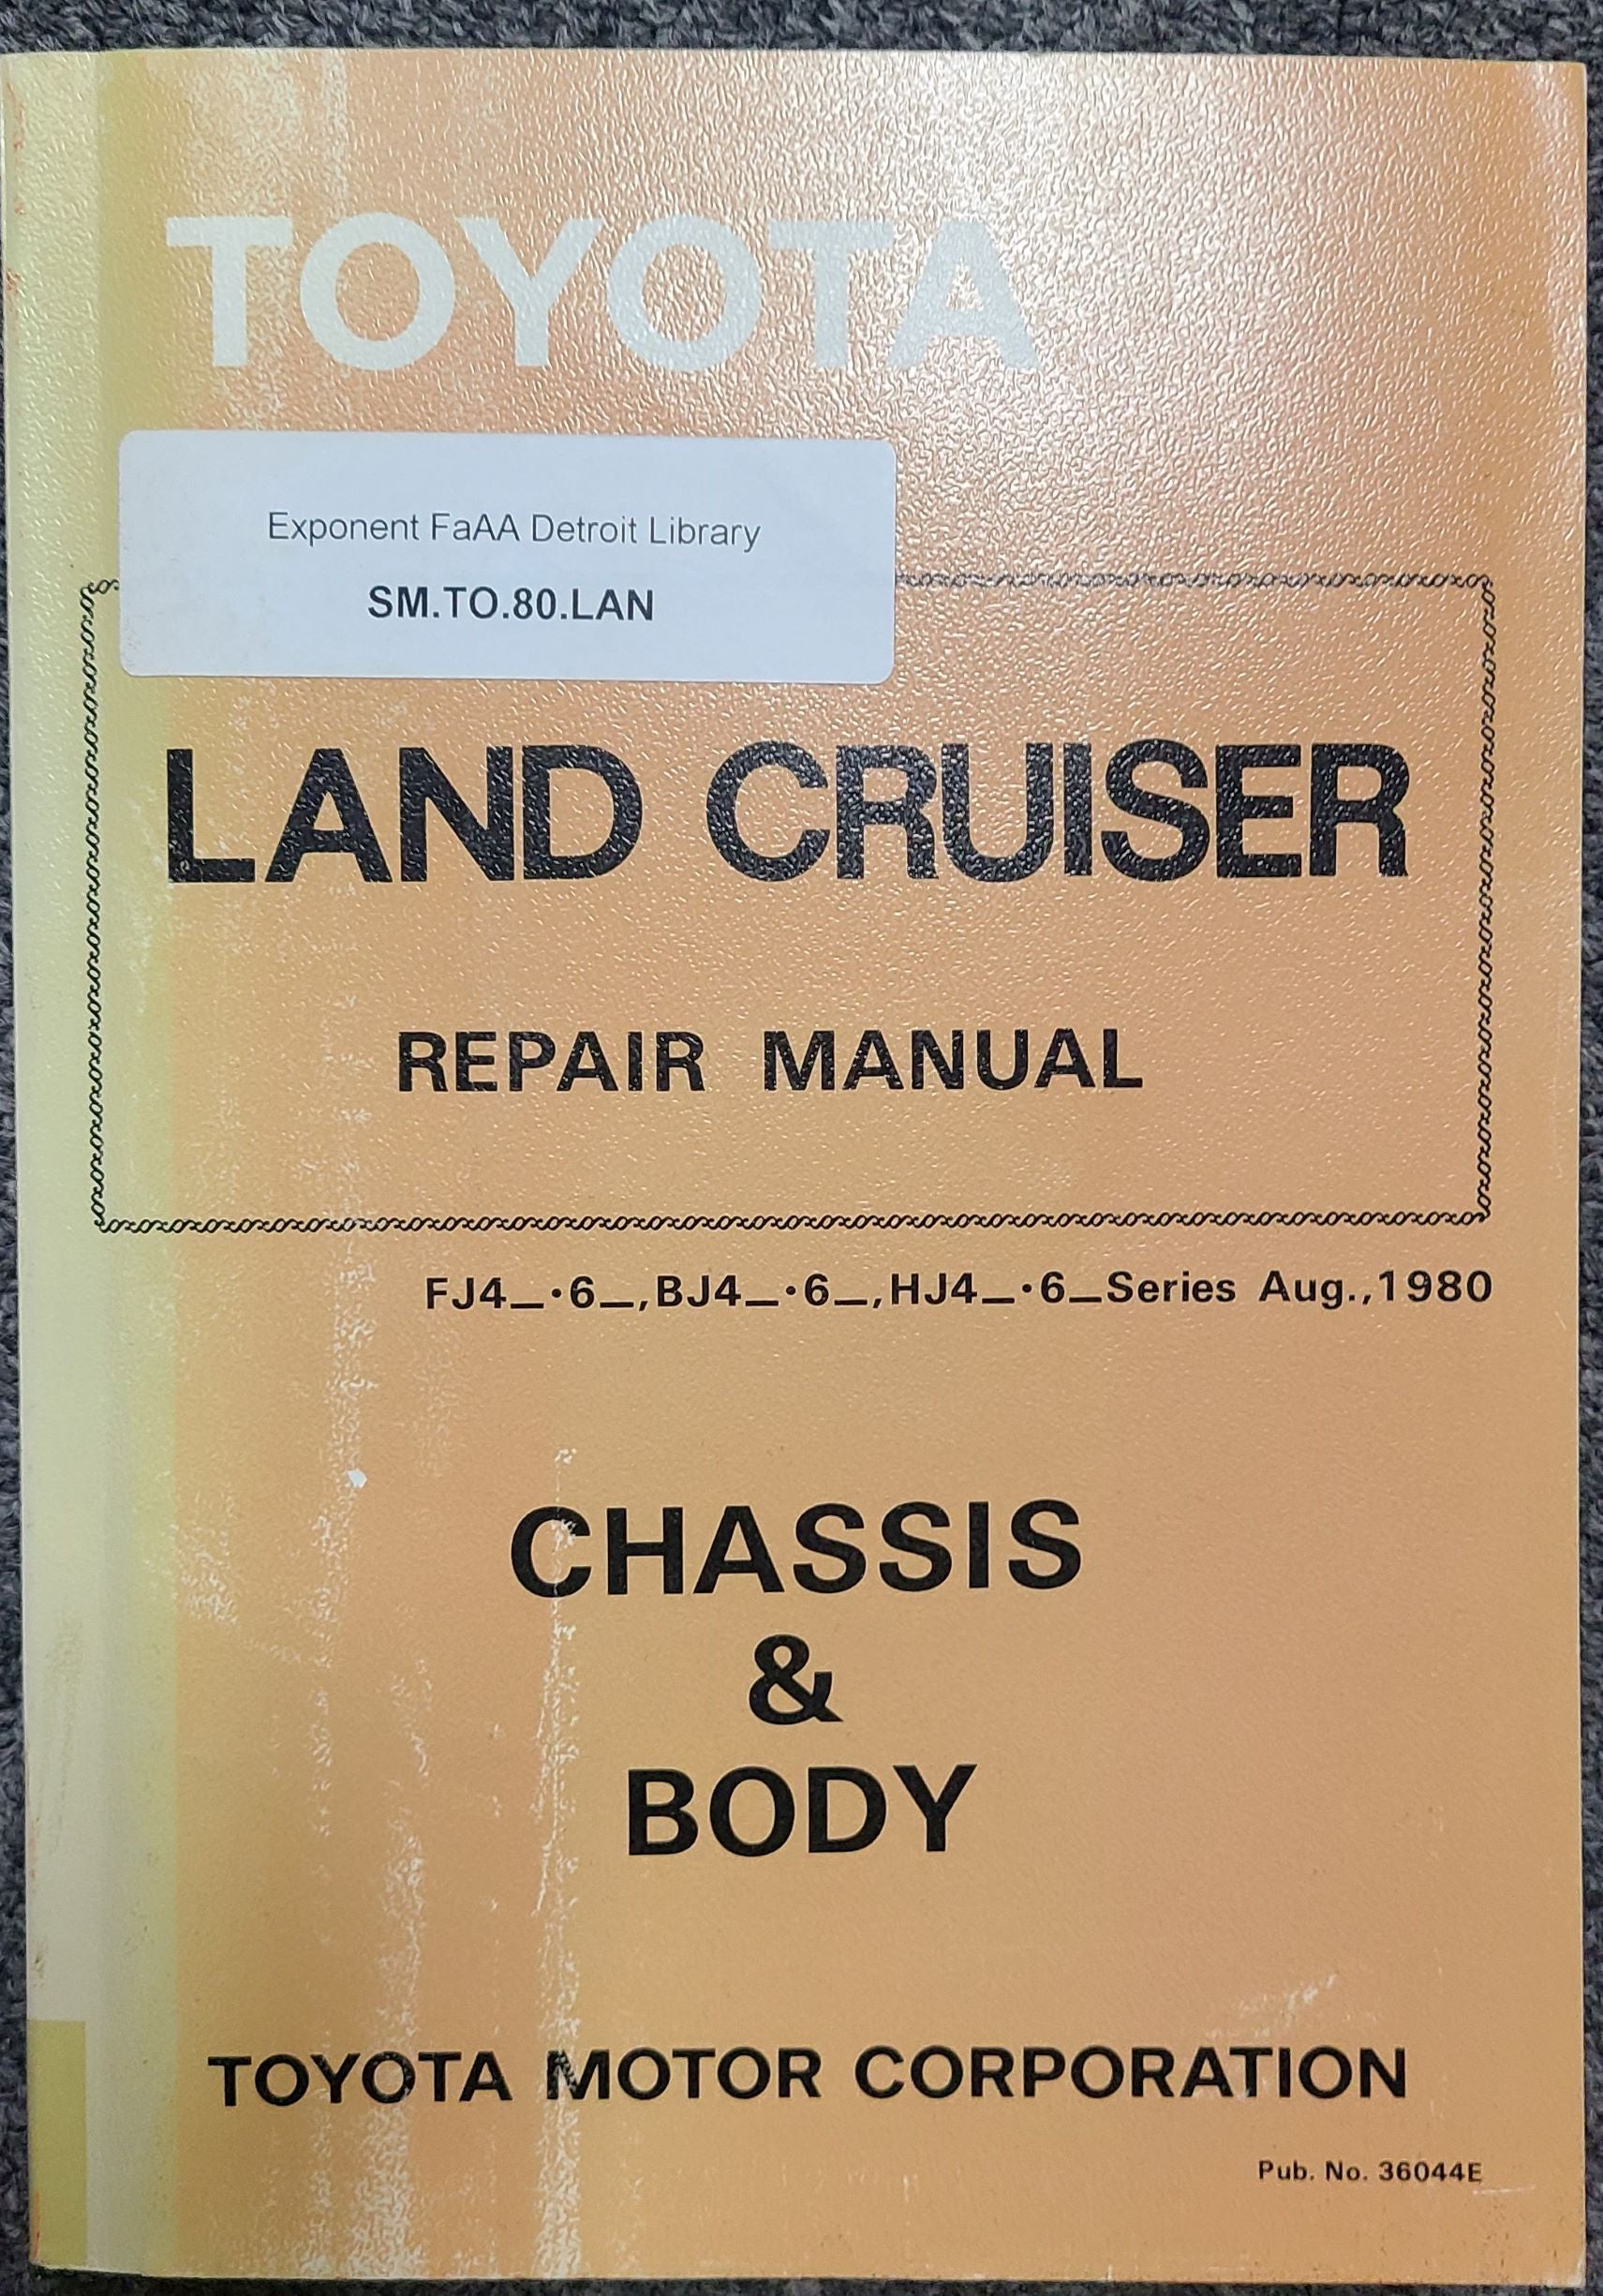 TOYOTA
Exponent FaAA Detroit Library
SM.TO.80.LAN
LAND CRUISER
REPAIR MANUAL
FJ4_·6_,BJ4_·6_,HJ4_·6_Series Aug.,1980
CHASSIS
&
BODY
TOYOTA MOTOR CORPORATION
Pub. No. 36044E